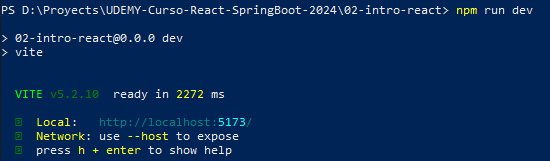 PS D:\Proyects\UDEMY-Curso-React-SpringBoot-2024\02-intro-react> npm run dev
> 02-intro-react@0.0.0 dev
> vite
VITE v5.2.10 ready in 2272 ms
Local: http://localhost:5173/
Network: use --host to expose
press h + enter to show help